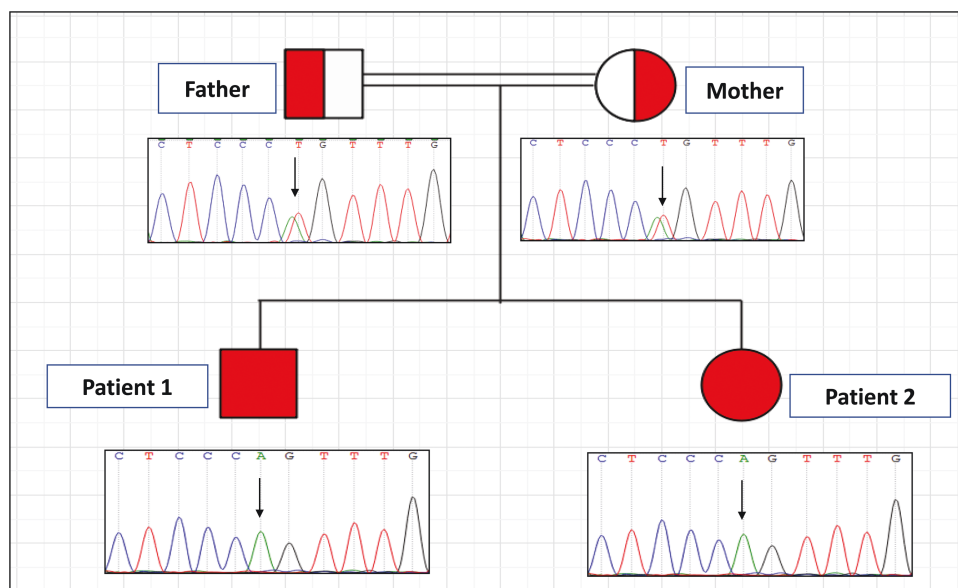 Father
Mother
C T C C C T G T T T G
C T C C C T G T T T G
Patient 1
Patient 2
C T C C C A G T T T G
C T C C C A G T T T G